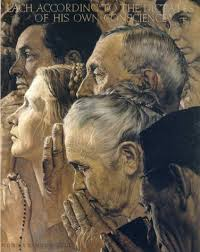 EACH ACCORDING TO THE DICTATES
OF HIS OWN CONSCIENCE